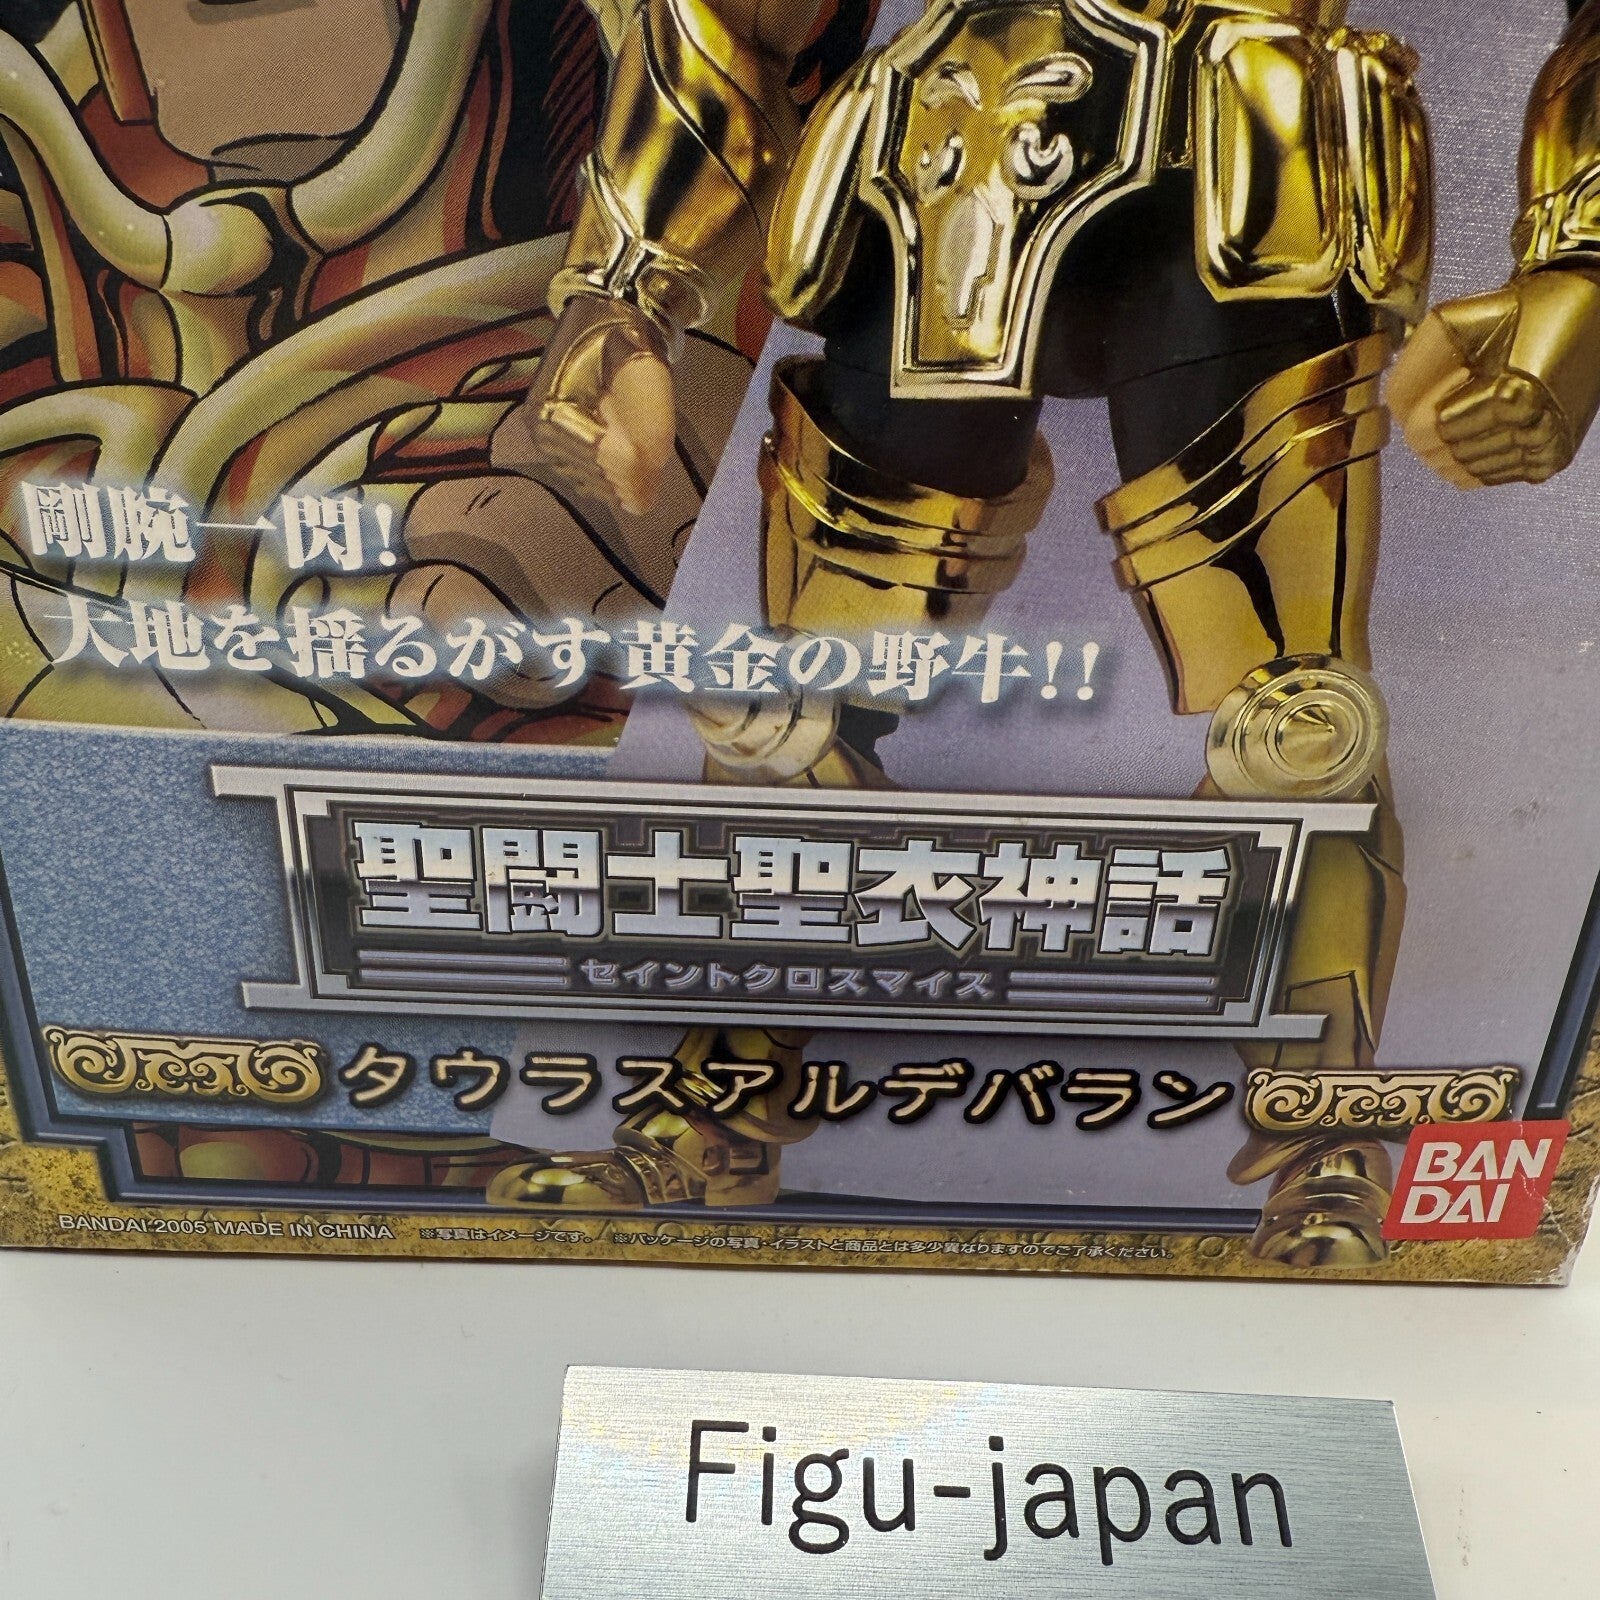 剛腕一閃!
大地を揺るがす黄金の野牛!!
聖闘士聖衣神話
セイントクロスマイス
タウラスアルデバラン
BAN
DAI
BANDAI 2005 MADE IN CHINA ※写真はイメージです。 ※パッケージの写真・イラストと商品とは多少異なりますのでご了承ください。
Figu-japan